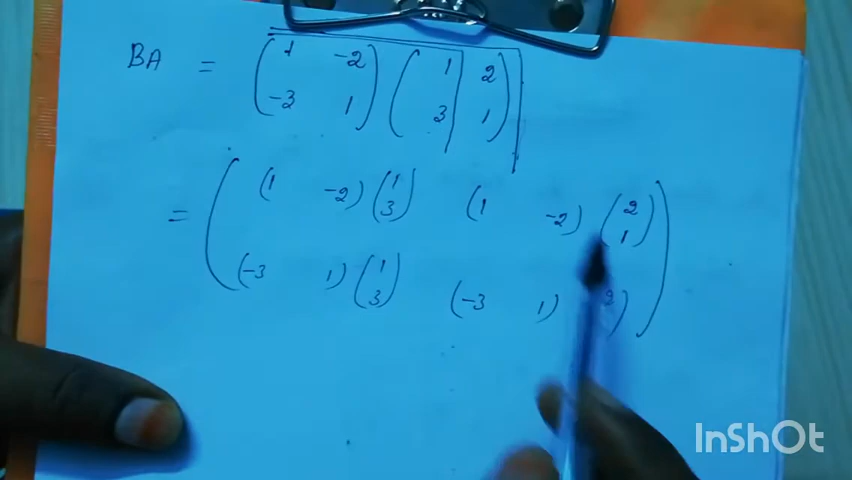 BA = (1 -2) (1 2)
(-3 1) (3 1)
= ( (1 -2) (1 3) (1 -2) (2 1)
(-3 1) (1 3) (-3 1) (2 ) )
InShOt